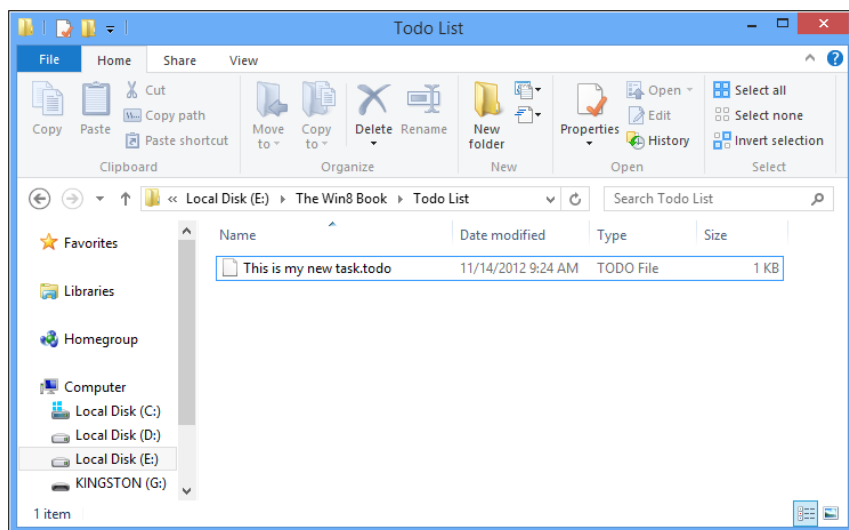 Todo List
File Home Share View
Copy
Paste
Cut
Copy path
Paste shortcut
Clipboard
Move to
Copy to
Delete
Rename
Organize
New folder
New
Properties
Open
Edit
History
Open
Select all
Select none
Invert selection
Select
« Local Disk (E:) The Win8 Book Todo List
Search Todo List
Name Date modified Type Size
This is my new task.todo 11/14/2012 9:24 AM TODO File 1 KB
Favorites
Libraries
Homegroup
Computer
Local Disk (C:)
Local Disk (D:)
Local Disk (E:)
KINGSTON (G:)
1 item